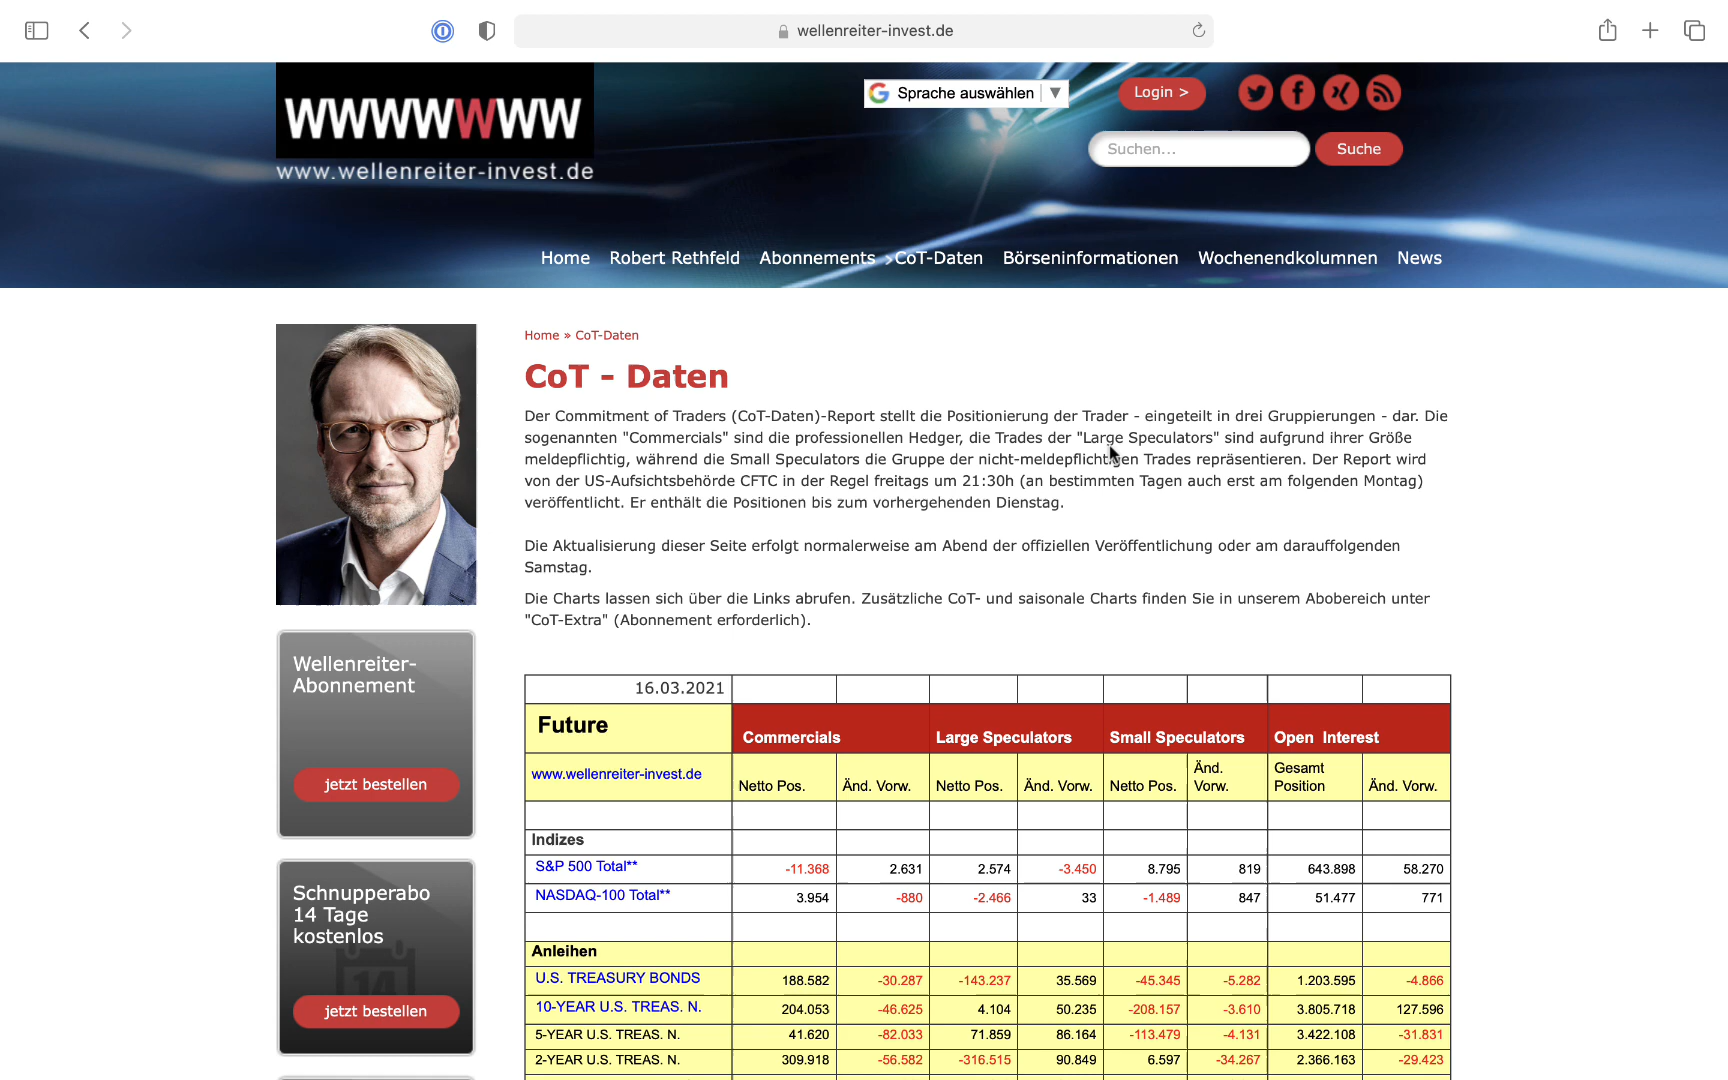 wellenreiter-invest.de
WWWWWWW
www.wellenreiter-invest.de
Sprache auswählen ▼
Login >
Suchen...
Suche
Home Robert Rethfeld Abonnements CoT-Daten Börseninformationen Wochenendkolumnen News
Home » CoT-Daten
CoT - Daten
Der Commitment of Traders (CoT-Daten)-Report stellt die Positionierung der Trader - eingeteilt in drei Gruppierungen - dar. Die
sogenannten "Commercials" sind die professionellen Hedger, die Trades der "Large Speculators" sind aufgrund ihrer Größe
meldepflichtig, während die Small Speculators die Gruppe der nicht-meldepflichtigen Trades repräsentieren. Der Report wird
von der US-Aufsichtsbehörde CFTC in der Regel freitags um 21:30h (an bestimmten Tagen auch erst am folgenden Montag)
veröffentlicht. Er enthält die Positionen bis zum vorhergehenden Dienstag.
Die Aktualisierung dieser Seite erfolgt normalerweise am Abend der offiziellen Veröffentlichung oder am darauffolgenden
Samstag.
Die Charts lassen sich über die Links abrufen. Zusätzliche CoT- und saisonale Charts finden Sie in unserem Abobereich unter
"CoT-Extra" (Abonnement erforderlich).
Wellenreiter-
Abonnement
jetzt bestellen
Schnupperabo
14 Tage
kostenlos
14
jetzt bestellen
16.03.2021
Future Commercials Large Speculators Small Speculators Open Interest
www.wellenreiter-invest.de Netto Pos. Änd. Vorw. Netto Pos. Änd. Vorw. Netto Pos. Änd. Vorw. Gesamt Position Änd. Vorw.
Indizes
S&P 500 Total** -11.368 2.631 2.574 -3.450 8.795 819 643.898 58.270
NASDAQ-100 Total** 3.954 -880 -2.466 33 -1.489 847 51.477 771
Anleihen
U.S. TREASURY BONDS 188.582 -30.287 -143.237 35.569 -45.345 -5.282 1.203.595 -4.866
10-YEAR U.S. TREAS. N. 204.053 -46.625 4.104 50.235 -208.157 -3.610 3.805.718 127.596
5-YEAR U.S. TREAS. N. 41.620 -82.033 71.859 86.164 -113.479 -4.131 3.422.108 -31.831
2-YEAR U.S. TREAS. N. 309.918 -56.582 -316.515 90.849 6.597 -34.267 2.366.163 -29.423